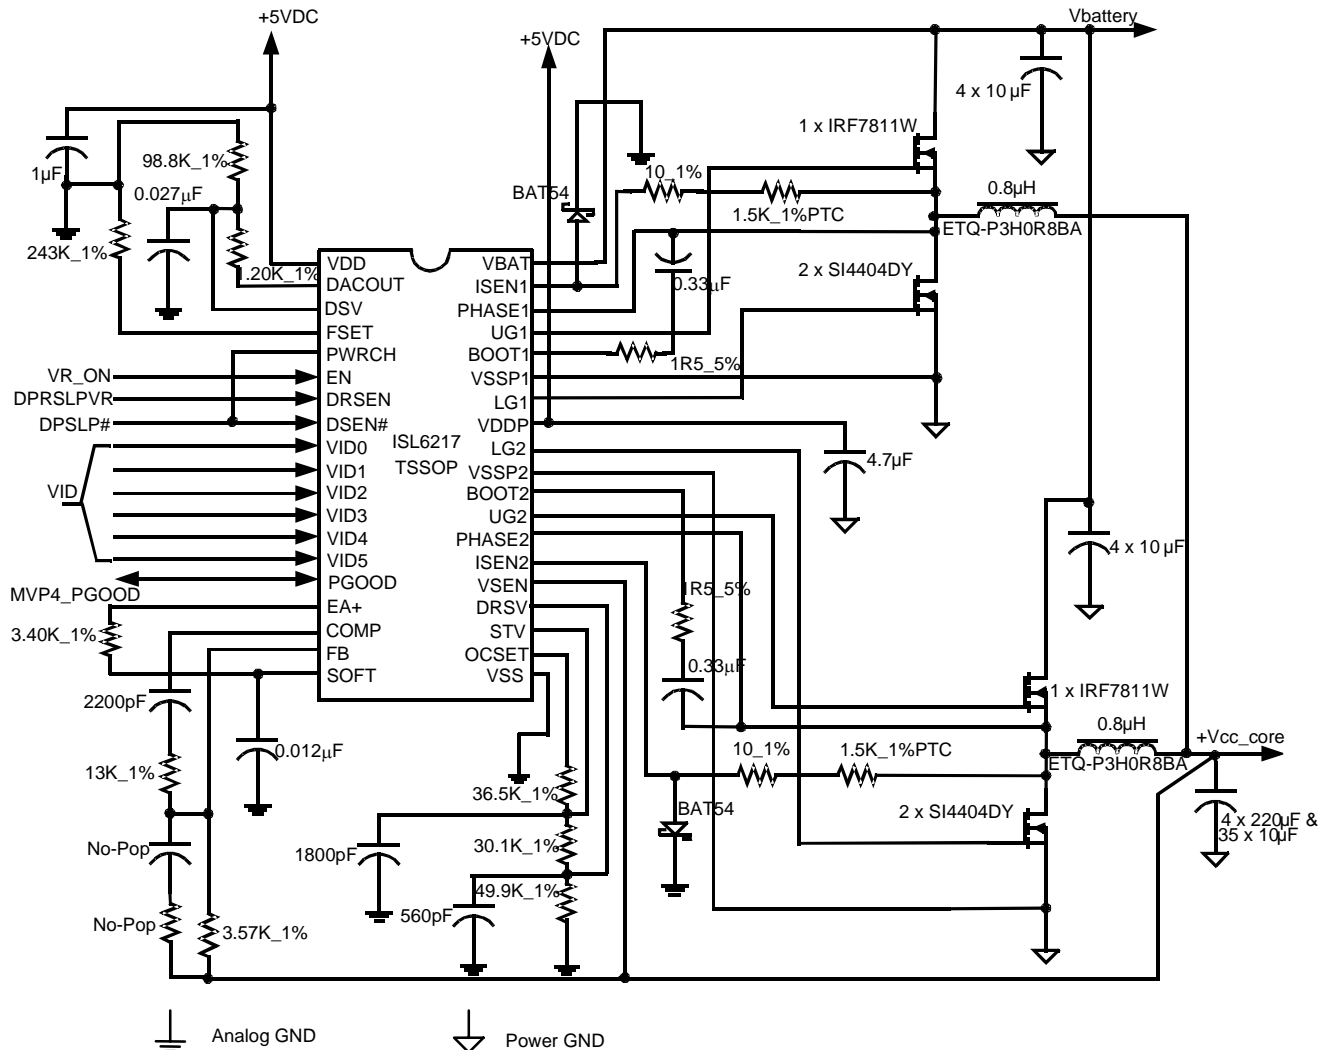 +5VDC
+5VDC
Vbattery
4 x 10 µF
1 x IRF7811W
1µF
98.8K_1%
0.027µF
10_1%
BAT54
1.5K_1%PTC
0.8µH
ETQ-P3H0R8BA
243K_1%
1.20K_1%
0.33µF
2 x SI4404DY
1R5_5%
VDD
DACOUT
DSV
FSET
PWRCH
EN
DRSEN
DSEN#
VID0
VID1
VID2
VID3
VID4
VID5
PGOOD
EA+
COMP
FB
SOFT
ISL6217
TSSOP
VBAT
ISEN1
PHASE1
UG1
BOOT1
VSSP1
LG1
VDDP
LG2
VSSP2
BOOT2
UG2
PHASE2
ISEN2
VSEN
DRSV
STV
OCSET
VSS
VR_ON
DPRSLPVR
DPSLP#
VID
MVP4_PGOOD
3.40K_1%
4.7µF
4 x 10 µF
1R5_5%
0.33µF
1 x IRF7811W
0.8µH
+Vcc_core
ETQ-P3H0R8BA
2200pF
0.012µF
13K_1%
10_1%
1.5K_1%PTC
36.5K_1%
BAT54
2 x SI4404DY
4 x 220µF &
35 x 10µF
No-Pop
1800pF
30.1K_1%
49.9K_1%
560pF
No-Pop
3.57K_1%
Analog GND
Power GND